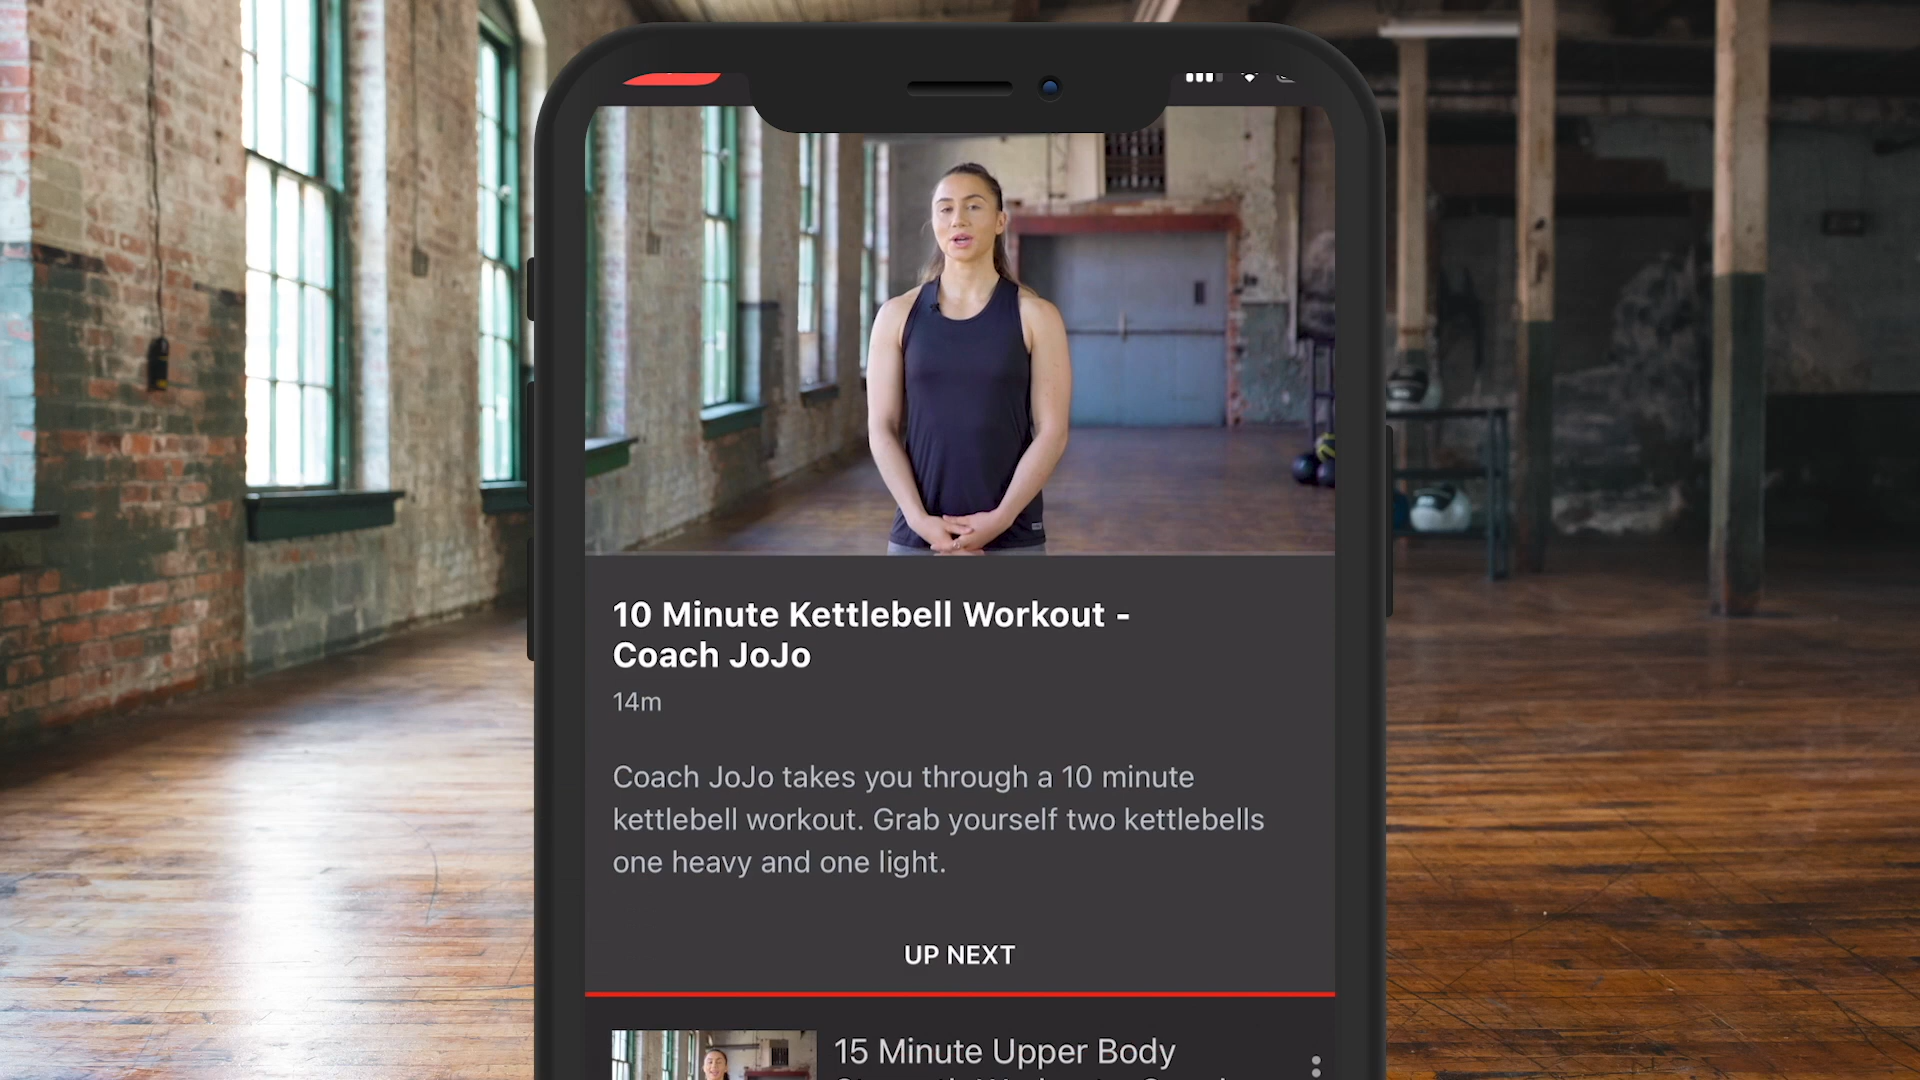 10 Minute Kettlebell Workout -
Coach JoJo
14m
Coach JoJo takes you through a 10 minute
kettlebell workout. Grab yourself two kettlebells
one heavy and one light.
UP NEXT
15 Minute Upper Body